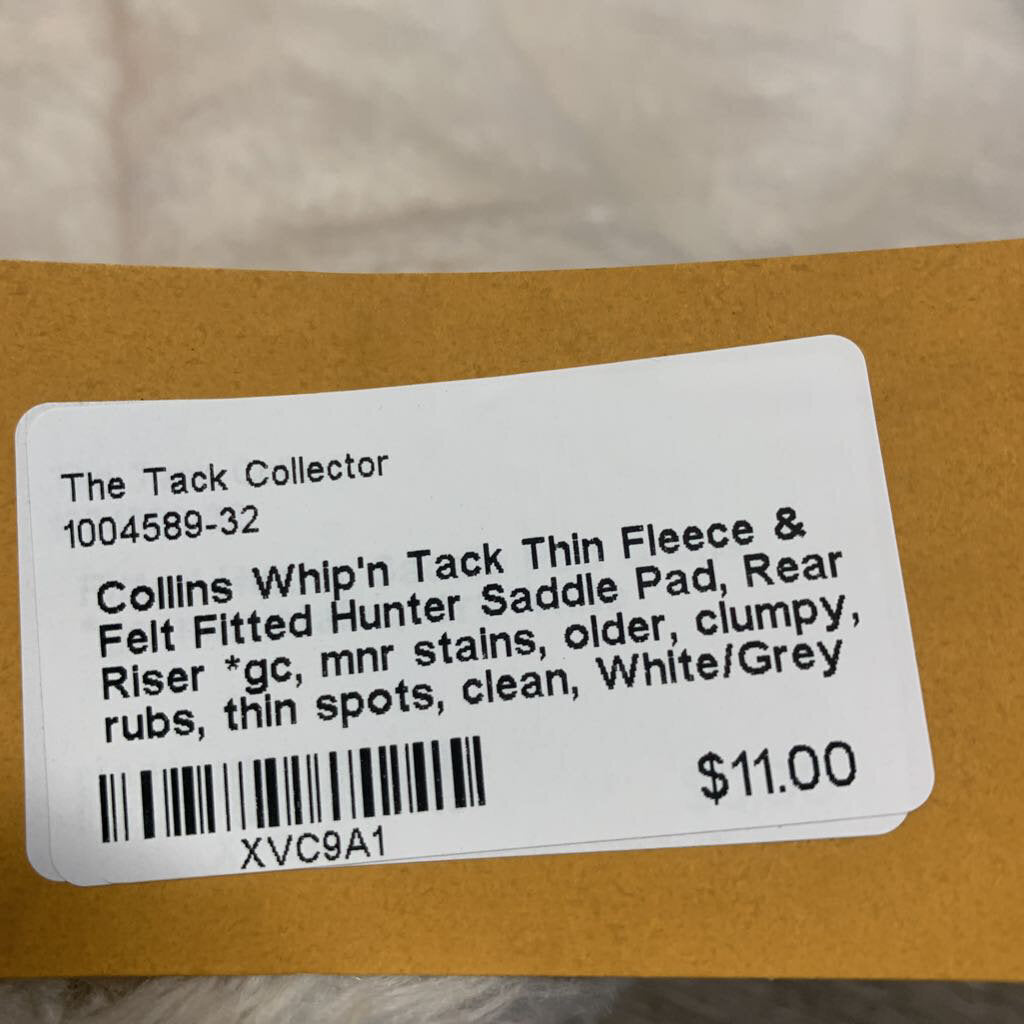 The Tack Collector
1004589-32
Collins Whip'n Tack Thin Fleece &
Felt Fitted Hunter Saddle Pad, Rear
Riser *gc, mnr stains, older, clumpy,
rubs, thin spots, clean, White/Grey
$11.00
XVC9A1